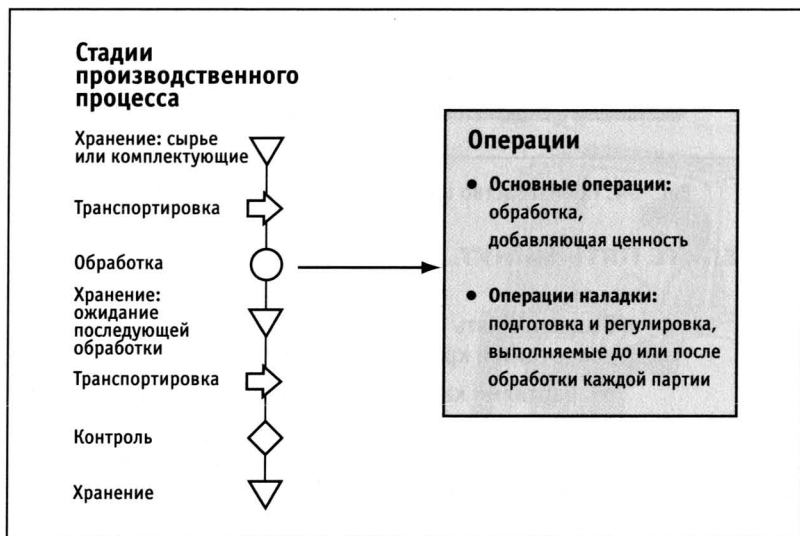 Стадии
производственного
процесса
Хранение: сырье
или комплектующие
Транспортировка
Обработка
Хранение:
ожидание
последующей
обработки
Транспортировка
Контроль
Хранение
Операции
• Основные операции:
обработка,
добавляющая ценность
• Операции наладки:
подготовка и регулировка,
выполняемые до или после
обработки каждой партии